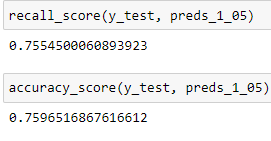 recall_score(y_test, preds_1_05)
0.7554500060893923
accuracy_score(y_test, preds_1_05)
0.7596516867616612